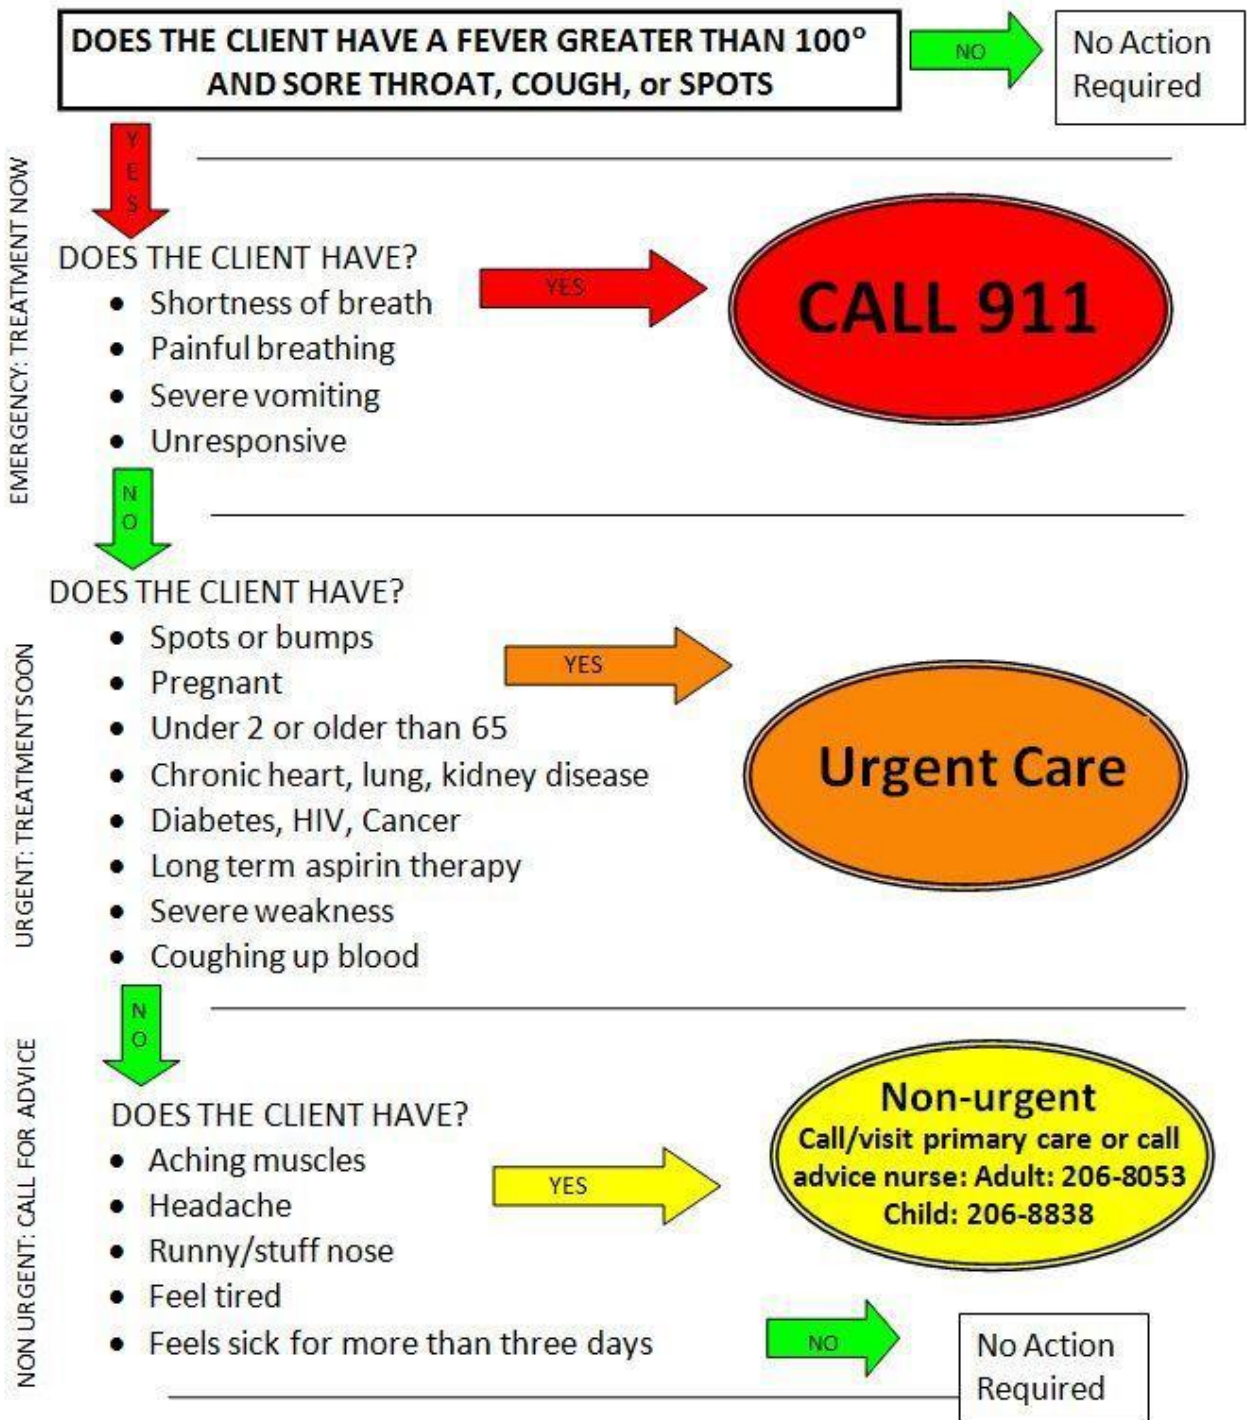 DOES THE CLIENT HAVE A FEVER GREATER THAN 100°
AND SORE THROAT, COUGH, or SPOTS
NO
No Action
Required
YES
EMERGENCY: TREATMENT NOW
DOES THE CLIENT HAVE?
• Shortness of breath
• Painful breathing
• Severe vomiting
• Unresponsive
YES
CALL 911
NO
URGENT: TREATMENT SOON
DOES THE CLIENT HAVE?
• Spots or bumps
• Pregnant
• Under 2 or older than 65
• Chronic heart, lung, kidney disease
• Diabetes, HIV, Cancer
• Long term aspirin therapy
• Severe weakness
• Coughing up blood
YES
Urgent Care
NO
NON URGENT: CALL FOR ADVICE
DOES THE CLIENT HAVE?
• Aching muscles
• Headache
• Runny/stuff nose
• Feel tired
• Feels sick for more than three days
YES
Non-urgent
Call/visit primary care or call
advice nurse: Adult: 206-8053
Child: 206-8838
NO
No Action
Required